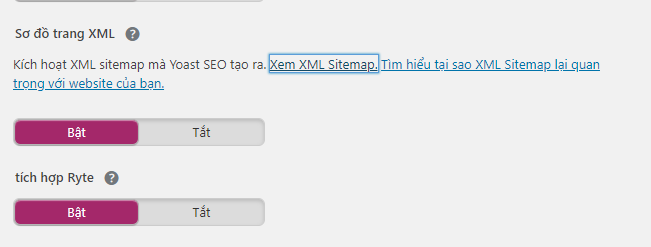 Sơ đồ trang XML ?
Kích hoạt XML sitemap mà Yoast SEO tạo ra. Xem XML Sitemap. Tìm hiểu tại sao XML Sitemap lại quan
trọng với website của bạn.
Bật Tắt
tích hợp Ryte ?
Bật Tắt